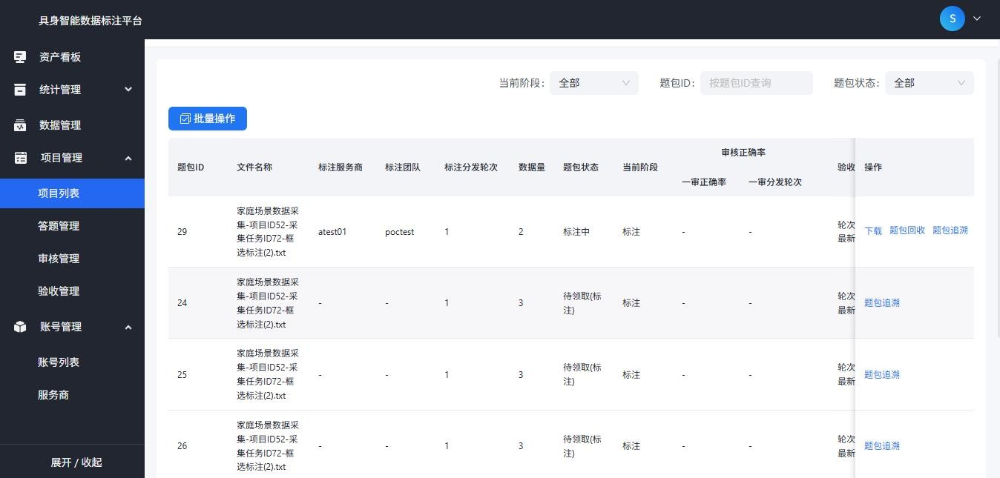 具身智能数据标注平台
S
资产看板
统计管理
数据管理
项目管理
项目列表
答题管理
审核管理
验收管理
账号管理
账号列表
服务商
展开 / 收起
当前阶段: 全部 题包ID: 按题包ID查询 题包状态: 全部
批量操作
审核正确率
题包ID 文件名称 标注服务商 标注团队 标注分发轮次 数据量 题包状态 当前阶段 验收 操作
一审正确率 一审分发轮次
家庭场景数据采
集-项目ID52-采
集任务ID72-框
选标注(2).txt
29 atest01 poctest 1 2 标注中 标注 - -
轮次
最新
下载 题包回收 题包追溯
家庭场景数据采
集-项目ID52-采
集任务ID72-框
选标注(2).txt
24 - - 1 3
待领取(标
注)
标注 - -
轮次
最新
题包追溯
家庭场景数据采
集-项目ID52-采
集任务ID72-框
选标注(2).txt
25 - - 1 3
待领取(标
注)
标注 - -
轮次
最新
题包追溯
家庭场景数据采
集-项目ID52-采
集任务ID72-框
选标注(2).txt
26 - - 1 3
待领取(标
注)
标注 - -
轮次
最新
题包追溯